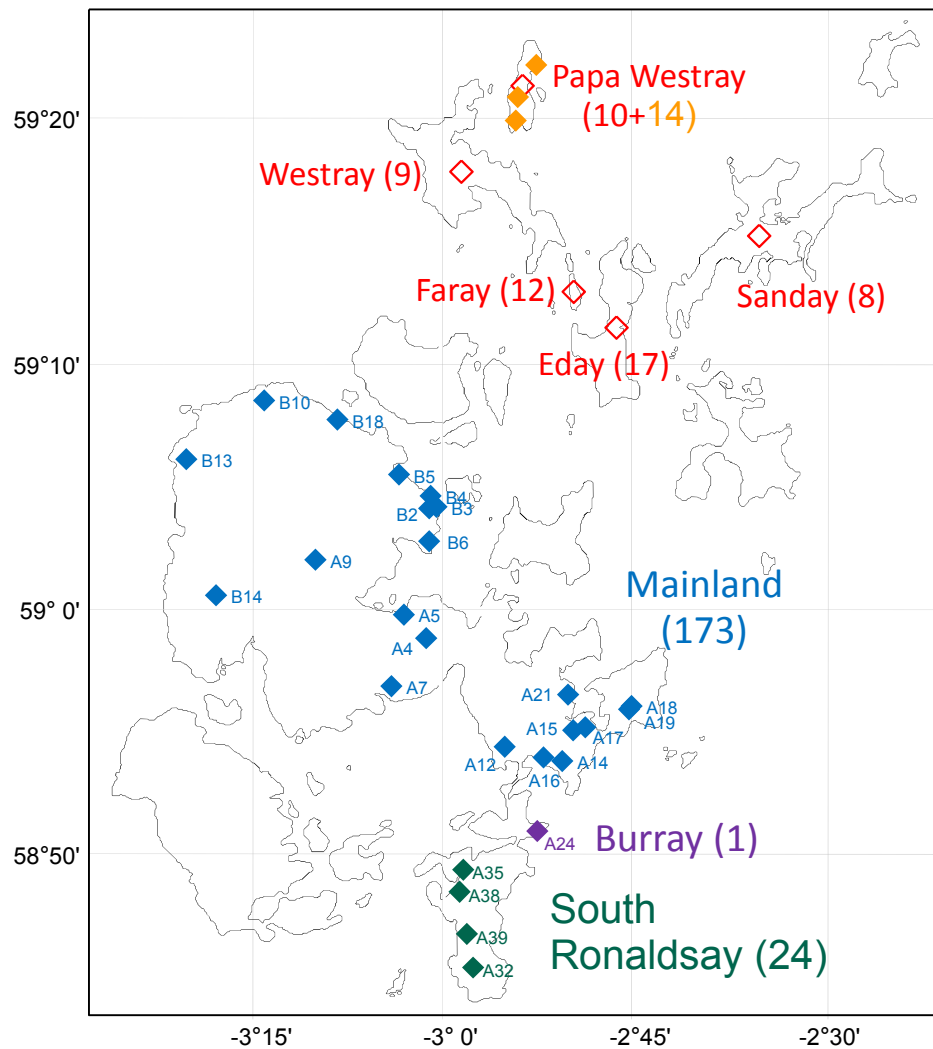 Papa Westray
(10+14)
59°20'
Westray (9)
Faray (12)
Sanday (8)
Eday (17)
59°10'
B10
B18
B13
B5
B4
B2
B3
B6
A9
Mainland
(173)
B14
59° 0'
A5
A4
A7
A21
A18
A19
A15
A17
A12
A14
A16
Burray (1)
A24
58°50'
A35
A38
South
Ronaldsay (24)
A39
A32
-3°15'
-3° 0'
-2°45'
-2°30'